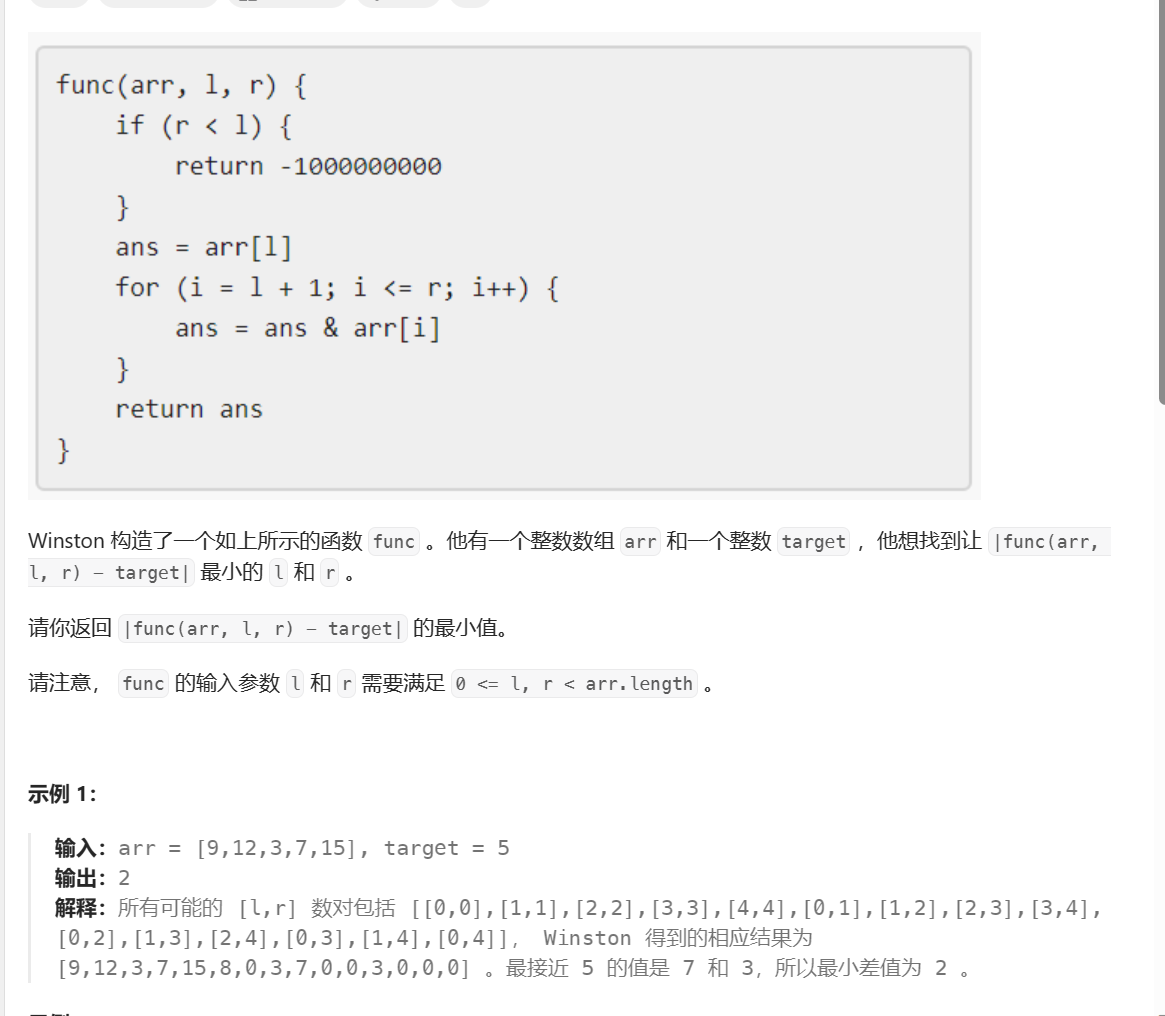 func(arr, l, r) {
    if (r < l) {
        return -1000000000
    }
    ans = arr[l]
    for (i = l + 1; i <= r; i++) {
        ans = ans & arr[i]
    }
    return ans
}
Winston 构造了一个如上所示的函数 func 。他有一个整数数组 arr 和一个整数 target ，他想找到让 |func(arr,
l, r) - target| 最小的 l 和 r 。
请你返回 |func(arr, l, r) - target| 的最小值。
请注意， func 的输入参数 l 和 r 需要满足 0 <= l, r < arr.length 。
示例 1：
输入：arr = [9,12,3,7,15], target = 5
输出：2
解释：所有可能的 [l,r] 数对包括 [[0,0],[1,1],[2,2],[3,3],[4,4],[0,1],[1,2],[2,3],[3,4],
[0,2],[1,3],[2,4],[0,3],[1,4],[0,4]]， Winston 得到的相应结果为
[9,12,3,7,15,8,0,3,7,0,0,3,0,0,0] 。最接近 5 的值是 7 和 3，所以最小差值为 2 。